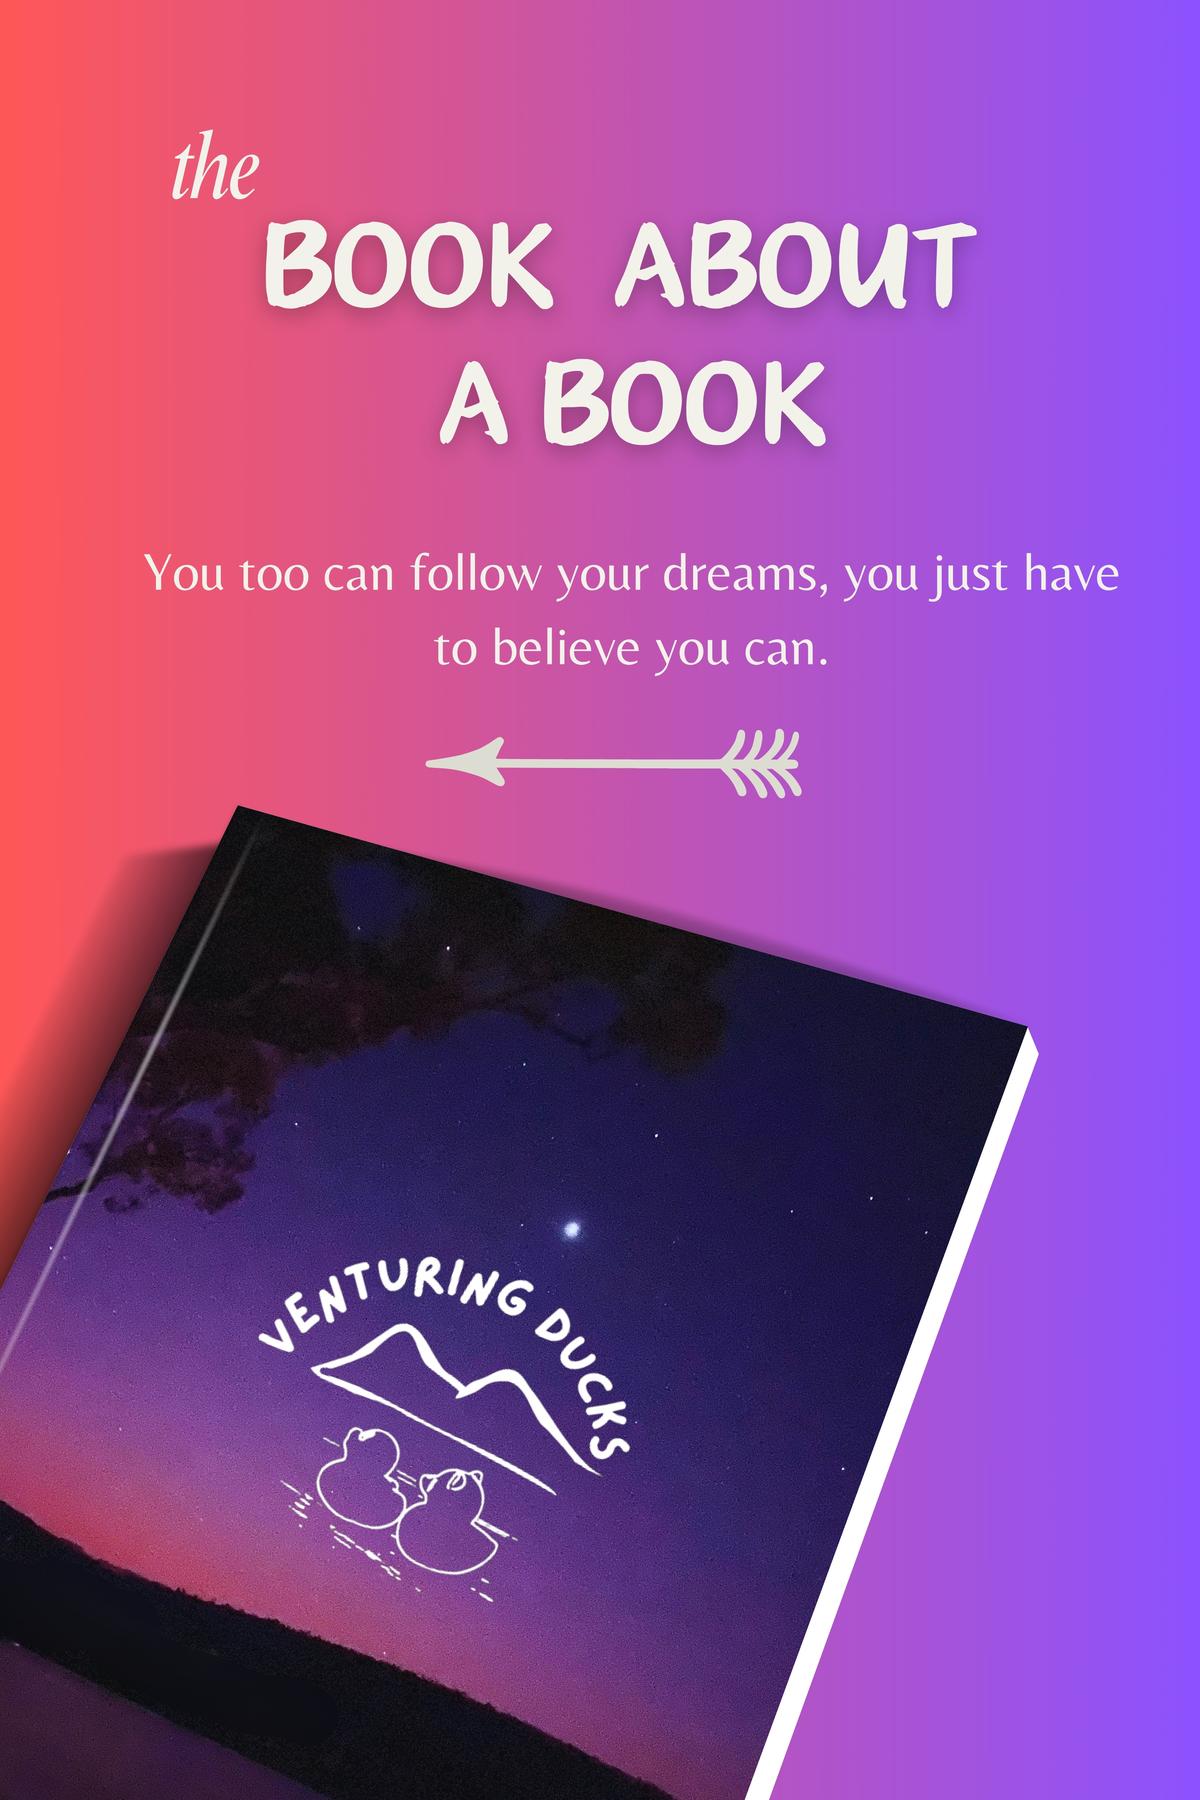 the
BOOK ABOUT
A BOOK
You too can follow your dreams, you just have
to believe you can.
VENTURING DUCKS